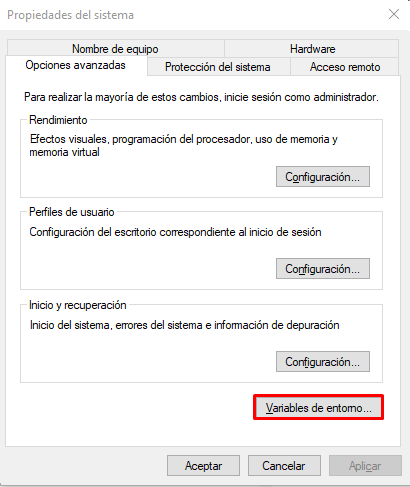 Propiedades del sistema
Nombre de equipo
Hardware
Opciones avanzadas
Protección del sistema
Acceso remoto
Para realizar la mayoría de estos cambios, inicie sesión como administrador.
Rendimiento
Efectos visuales, programación del procesador, uso de memoria y
memoria virtual
Configuración...
Perfiles de usuario
Configuración del escritorio correspondiente al inicio de sesión
Configuración...
Inicio y recuperación
Inicio del sistema, errores del sistema e información de depuración
Configuración...
Variables de entorno...
Aceptar
Cancelar
Aplicar